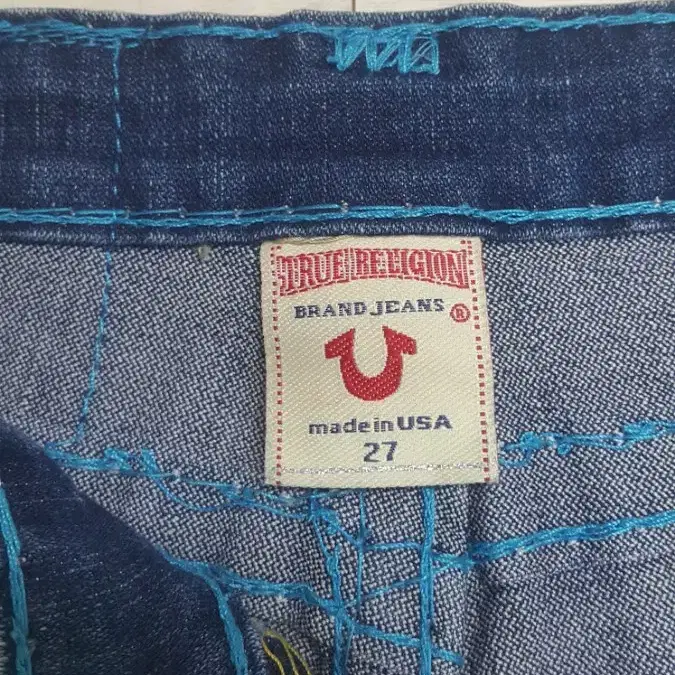 TRUE RELIGION
BRAND JEANS ®
made in USA
27